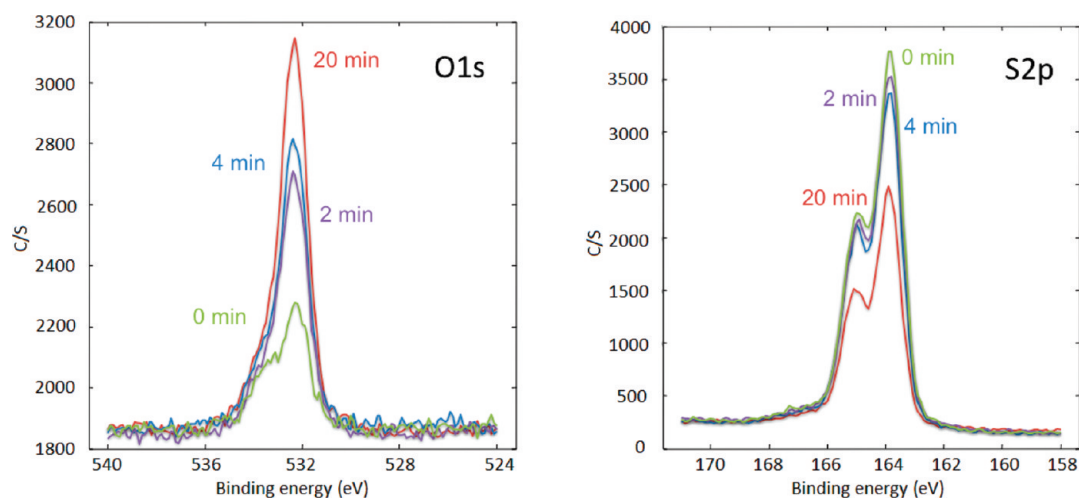 3200
3000
2800
2600
2400
2200
2000
1800
C/S
O1s
20 min
4 min
2 min
0 min
540
536
532
528
524
Binding energy (eV)
4000
3500
3000
2500
2000
1500
1000
500
0
C/S
S2p
0 min
2 min
4 min
20 min
170
168
166
164
162
160
158
Binding energy (eV)